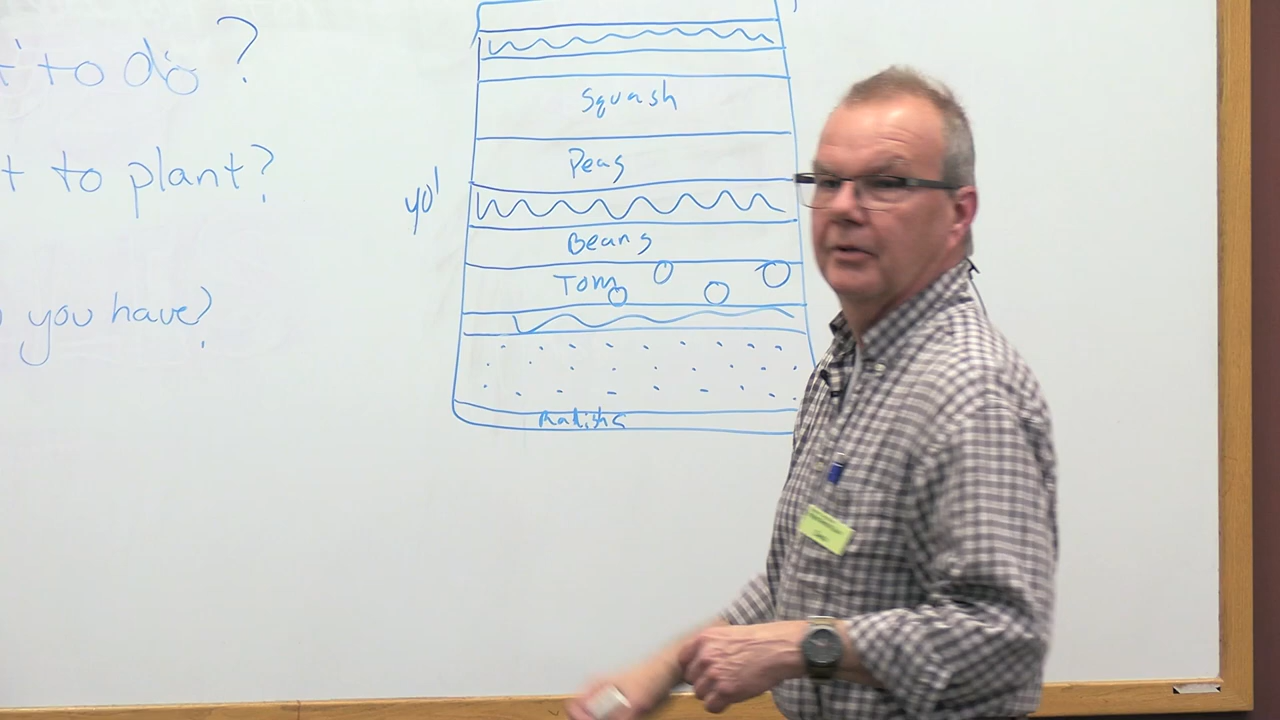 t to do?
t to plant?
you have?
Squash
Peas
40'
Beans
Tom